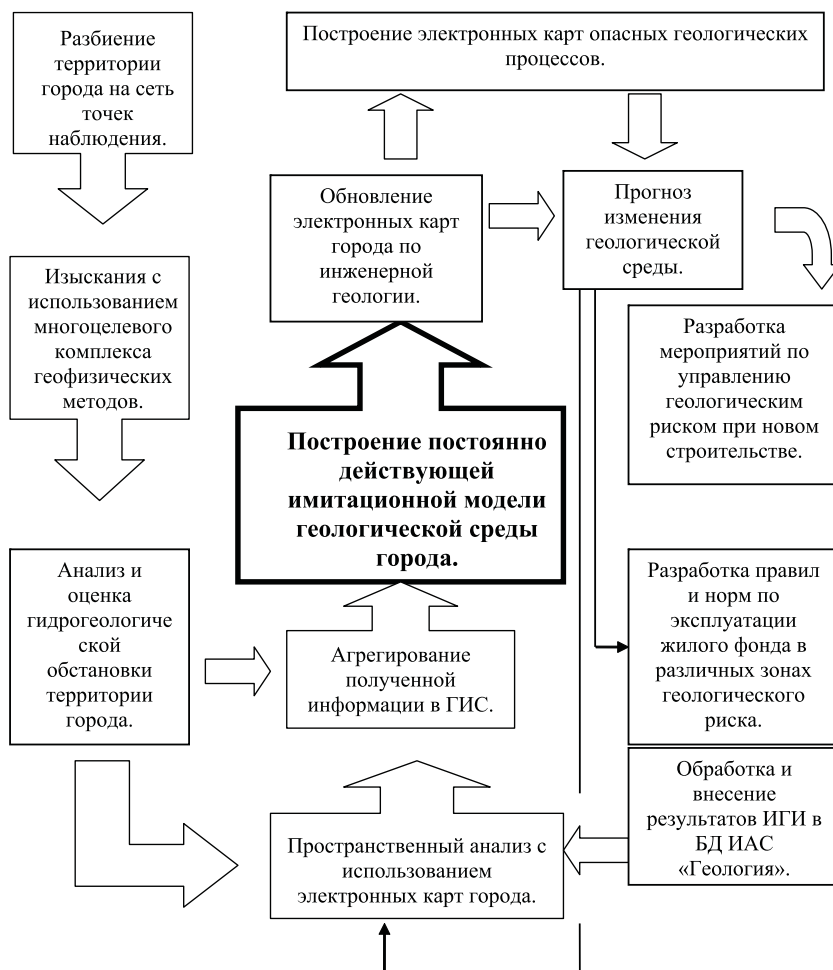 Разбиение
территории
города на сеть
точек
наблюдения.
Построение электронных карт опасных геологических
процессов.
Обновление
электронных карт
города по
инженерной
геологии.
Прогноз
изменения
геологической
среды.
Изыскания с
использованием
многоцелевого
комплекса
геофизических
методов.
Разработка
мероприятий по
управлению
геологическим
риском при новом
строительстве.
Построение постоянно
действующей
имитационной модели
геологической среды
города.
Анализ и
оценка
гидрогеологиче
ской
обстановки
территории
города.
Агрегирование
полученной
информации в ГИС.
Разработка правил
и норм по
эксплуатации
жилого фонда в
различных зонах
геологического
риска.
Обработка и
внесение
результатов ИГИ в
БД ИАС
«Геология».
Пространственный анализ с
использованием
электронных карт города.